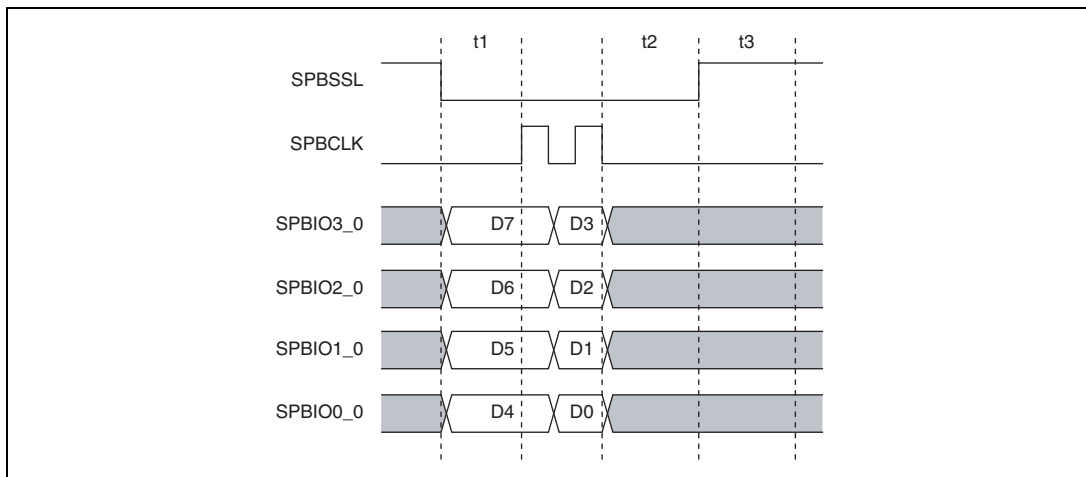 t1 t2 t3
SPBSSL
SPBCLK
SPBIO3_0 D7 D3
SPBIO2_0 D6 D2
SPBIO1_0 D5 D1
SPBIO0_0 D4 D0